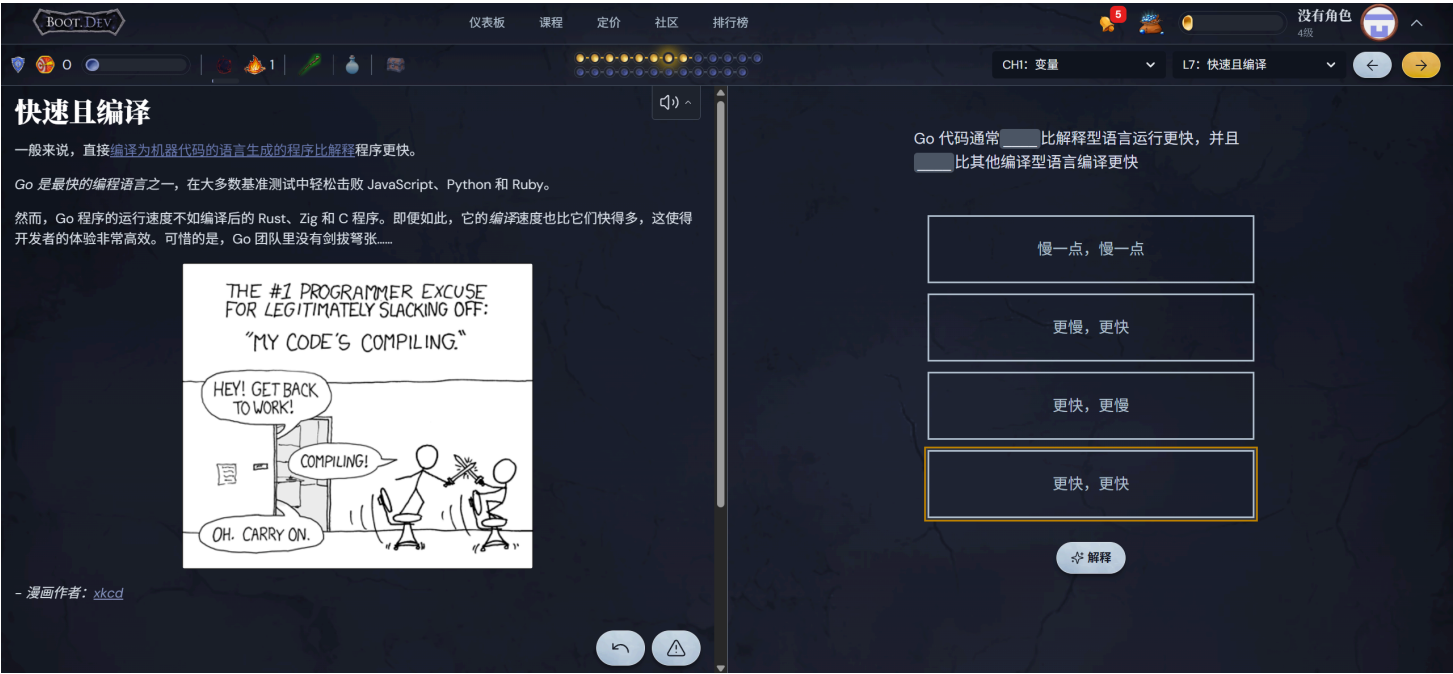 BOOT.DEV
仪表板 课程 定价 社区 排行榜
5
没有角色
4级
0
1
CH1：变量
L7：快速且编译
快速且编译
一般来说，直接编译为机器代码的语言生成的程序比解释程序更快。
Go 是最快的编程语言之一，在大多数基准测试中轻松击败 JavaScript、Python 和 Ruby。
然而，Go 程序的运行速度不如编译后的 Rust、Zig 和 C 程序。即便如此，它的编译速度也比它们快得多，这使得
开发者的体验非常高效。可惜的是，Go 团队里没有剑拔弩张……
THE #1 PROGRAMMER EXCUSE
FOR LEGITIMATELY SLACKING OFF:
"MY CODE'S COMPILING."
HEY! GET BACK
TO WORK!
COMPILING!
OH. CARRY ON.
– 漫画作者：xkcd
Go 代码通常____比解释型语言运行更快，并且
____比其他编译型语言编译更快
慢一点，慢一点
更慢，更快
更快，更慢
更快，更快
解释